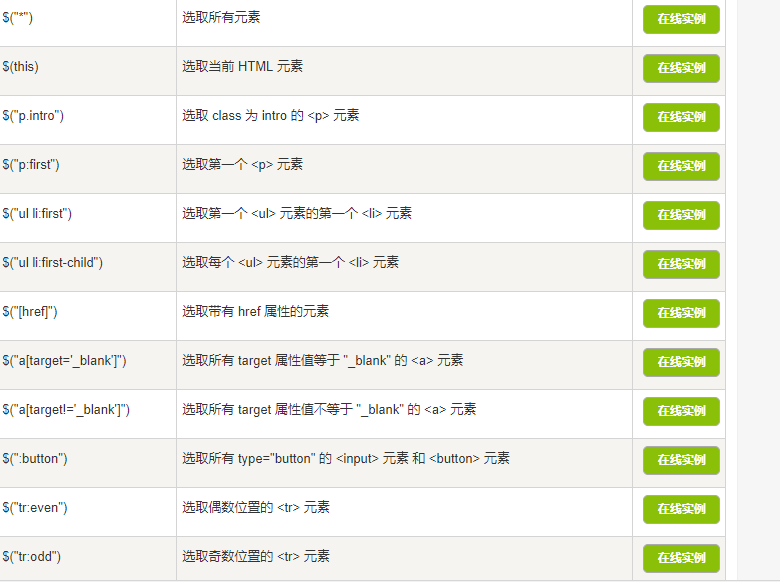 $("*") 选取所有元素 在线实例
$(this) 选取当前 HTML 元素 在线实例
$("p.intro") 选取 class 为 intro 的 <p> 元素 在线实例
$("p:first") 选取第一个 <p> 元素 在线实例
$("ul li:first") 选取第一个 <ul> 元素的第一个 <li> 元素 在线实例
$("ul li:first-child") 选取每个 <ul> 元素的第一个 <li> 元素 在线实例
$("[href]") 选取带有 href 属性的元素 在线实例
$("a[target='_blank']") 选取所有 target 属性值等于 "_blank" 的 <a> 元素 在线实例
$("a[target!='_blank']") 选取所有 target 属性值不等于 "_blank" 的 <a> 元素 在线实例
$(":button") 选取所有 type="button" 的 <input> 元素 和 <button> 元素 在线实例
$("tr:even") 选取偶数位置的 <tr> 元素 在线实例
$("tr:odd") 选取奇数位置的 <tr> 元素 在线实例